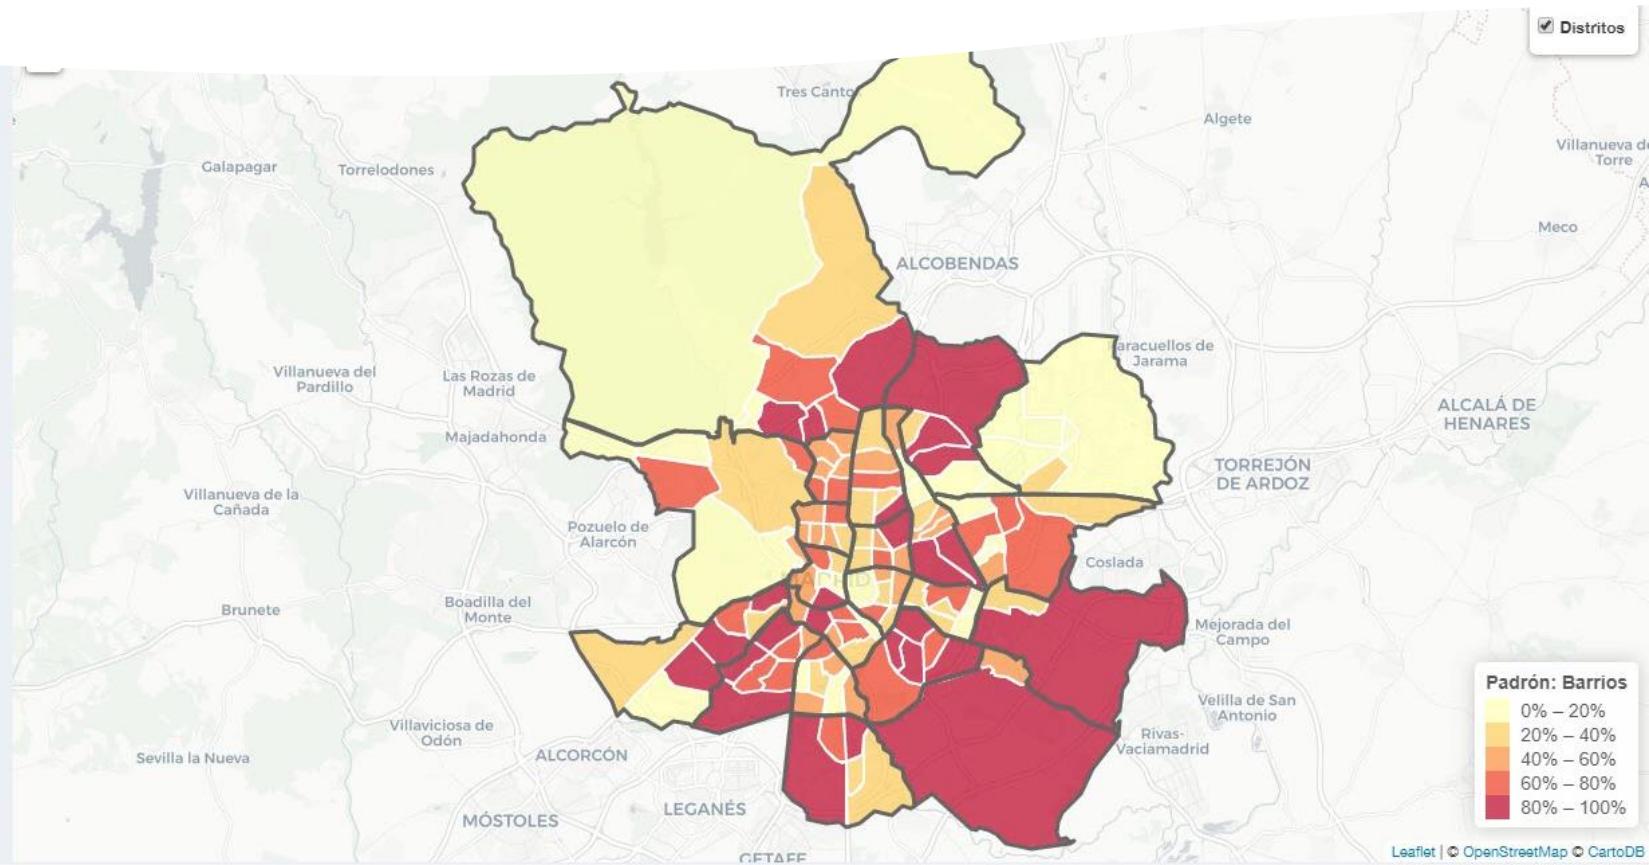 Distritos
Tres Canto
Algete
Villanueva d
Torre
Galapagar
Torrelodones
A
Meco
ALCOBENDAS
aracuellos de
Jarama
Villanueva del
Pardillo
Las Rozas de
Madrid
ALCALÁ DE
HENARES
Majadahonda
TORREJÓN
DE ARDOZ
Villanueva de la
Cañada
Pozuelo de
Alarcón
Coslada
MADRID
Brunete
Boadilla del
Monte
Mejorada del
Campo
Padrón: Barrios
0% – 20%
20% – 40%
40% – 60%
60% – 80%
80% – 100%
Velilla de San
Antonio
Villaviciosa de
Odón
Rivas-
Vaciamadrid
Sevilla la Nueva
ALCORCÓN
LEGANÉS
MÓSTOLES
GETAFE
Leaflet | © OpenStreetMap © CartoDB